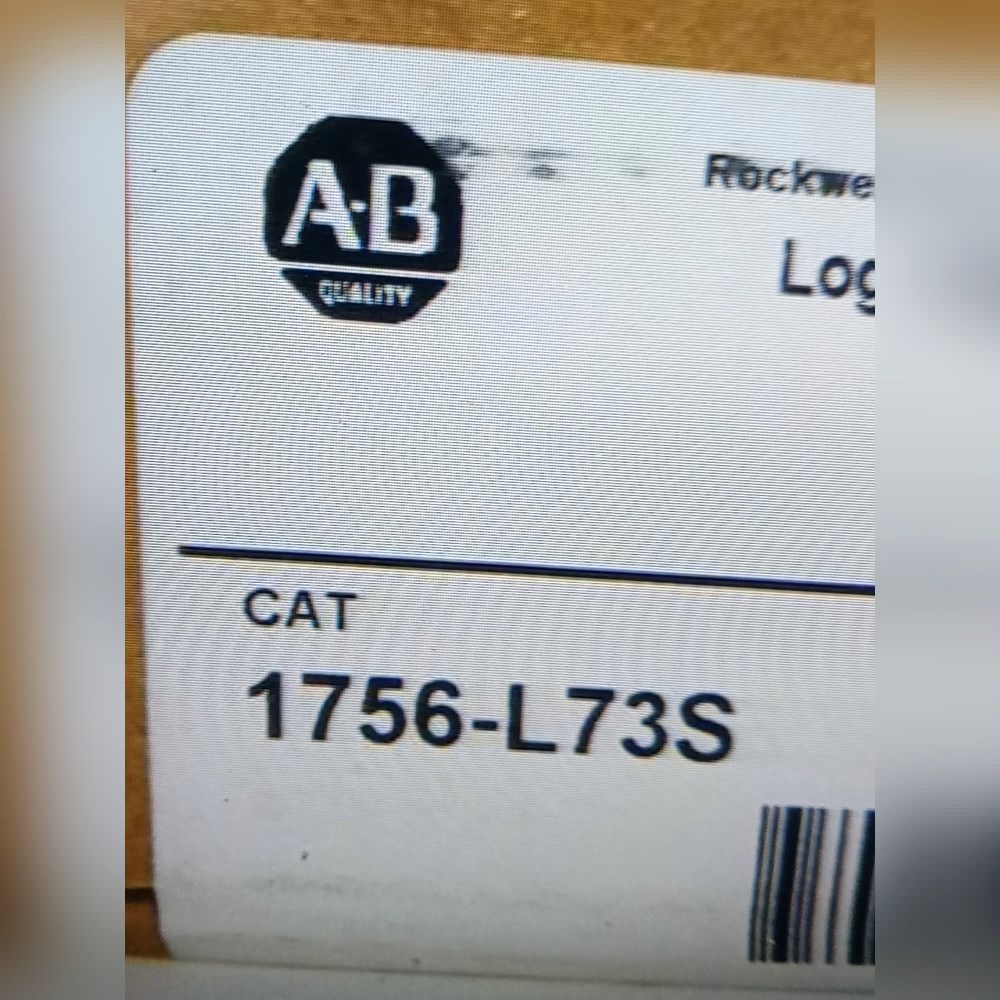 A·B
QUALITY
Rockwe
Log
CAT
1756-L73S